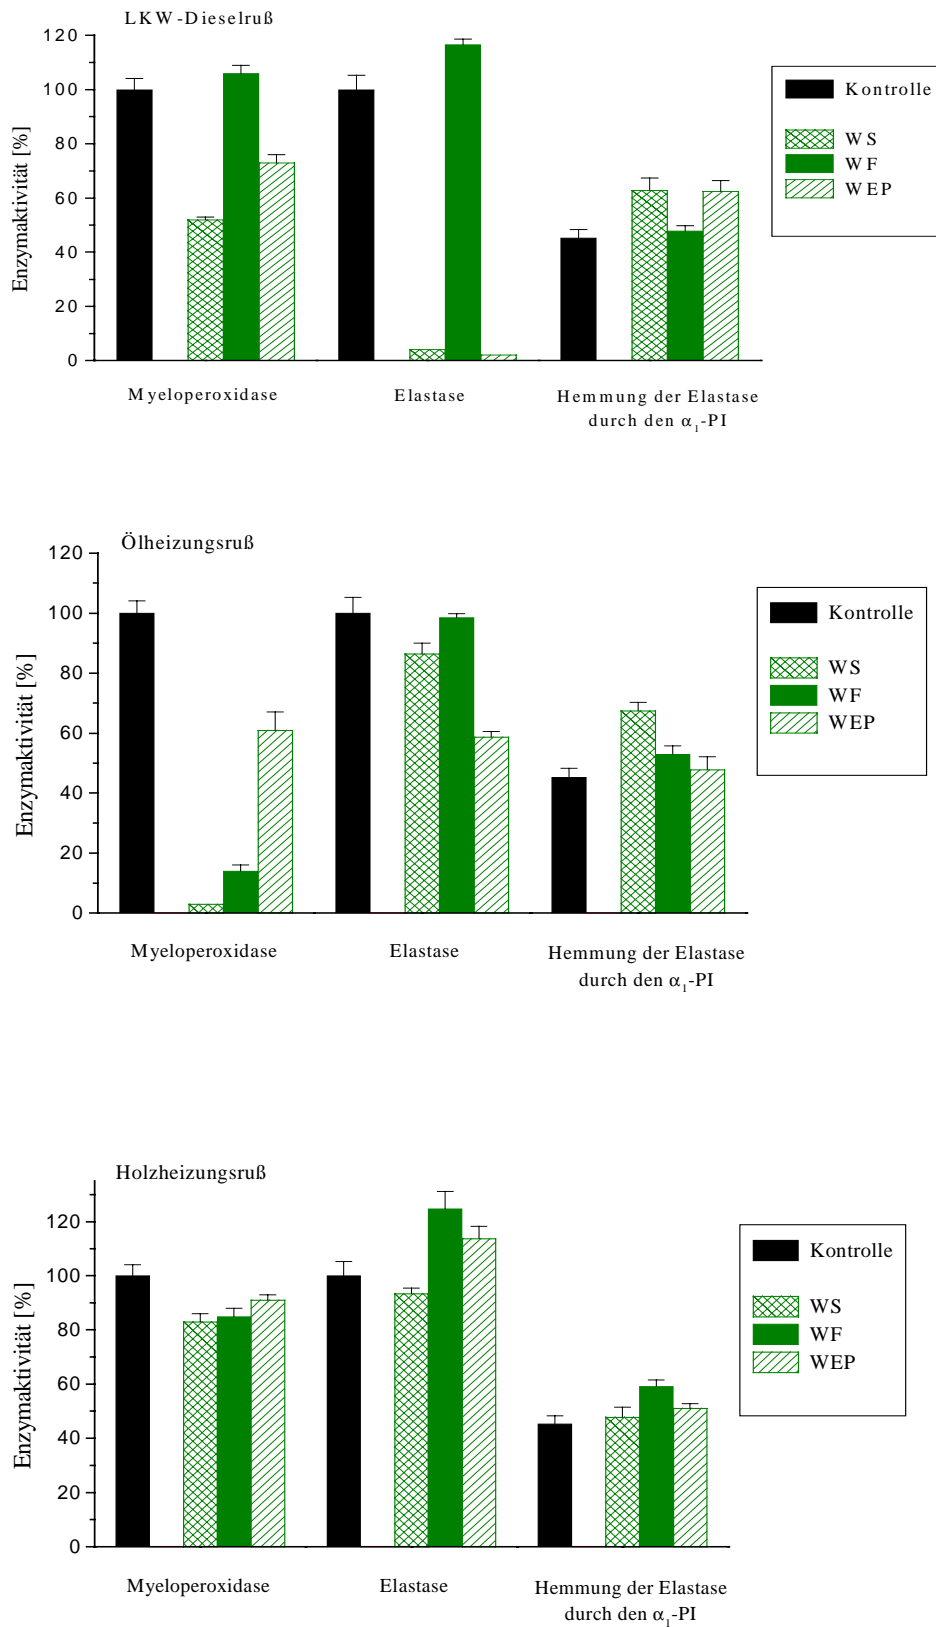 LKW-Dieselruß
120
100
80
60
40
20
0
Enzymaktivität [%]
Kontrolle
WS
WF
WEP
Myeloperoxidase
Elastase
Hemmung der Elastase
durch den α₁-PI
Ölheizungsruß
120
100
80
60
40
20
0
Enzymaktivität [%]
Kontrolle
WS
WF
WEP
Myeloperoxidase
Elastase
Hemmung der Elastase
durch den α₁-PI
Holzheizungsruß
120
100
80
60
40
20
0
Enzymaktivität [%]
Kontrolle
WS
WF
WEP
Myeloperoxidase
Elastase
Hemmung der Elastase
durch den α₁-PI